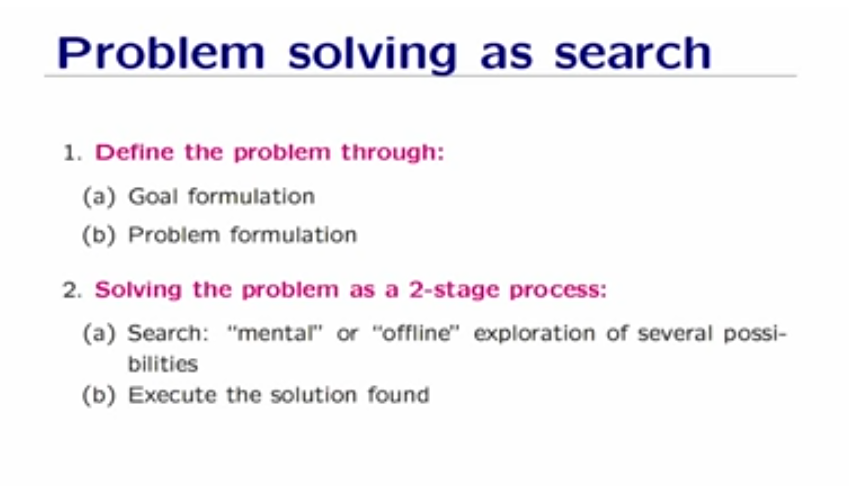 Problem solving as search
1. Define the problem through:
(a) Goal formulation
(b) Problem formulation
2. Solving the problem as a 2-stage process:
(a) Search: “mental” or “offline” exploration of several possi-
bilities
(b) Execute the solution found